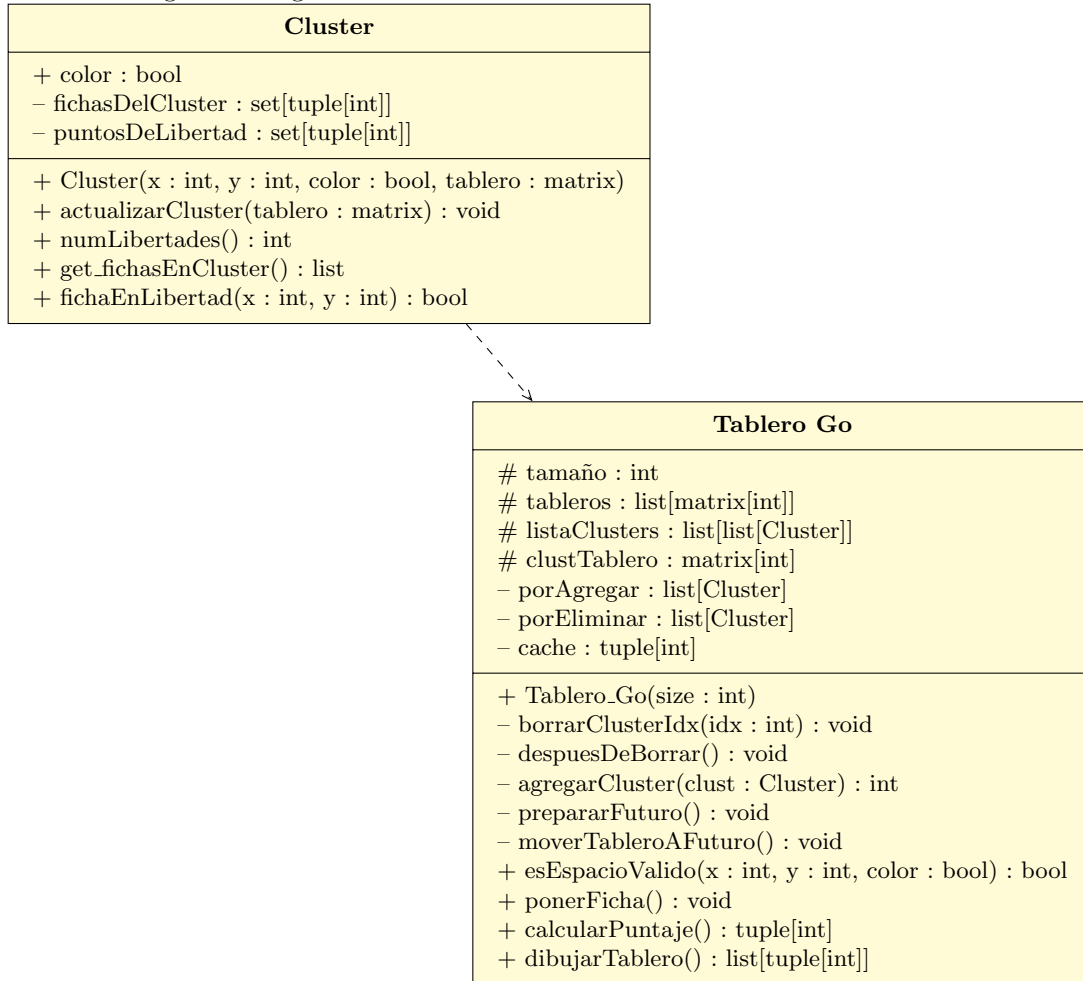 Cluster
+ color : bool
– fichasDelCluster : set[tuple[int]]
– puntosDeLibertad : set[tuple[int]]
+ Cluster(x : int, y : int, color : bool, tablero : matrix)
+ actualizarCluster(tablero : matrix) : void
+ numLibertades() : int
+ get_fichasEnCluster() : list
+ fichaEnLibertad(x : int, y : int) : bool
Tablero Go
# tamaño : int
# tableros : list[matrix[int]]
# listaClusters : list[list[Cluster]]
# clustTablero : matrix[int]
– porAgregar : list[Cluster]
– porEliminar : list[Cluster]
– cache : tuple[int]
+ Tablero_Go(size : int)
– borrarClusterIdx(idx : int) : void
– despuesDeBorrar() : void
– agregarCluster(clust : Cluster) : int
– prepararFuturo() : void
– moverTableroAFuturo() : void
+ esEspacioValido(x : int, y : int, color : bool) : bool
+ ponerFicha() : void
+ calcularPuntaje() : tuple[int]
+ dibujarTablero() : list[tuple[int]]